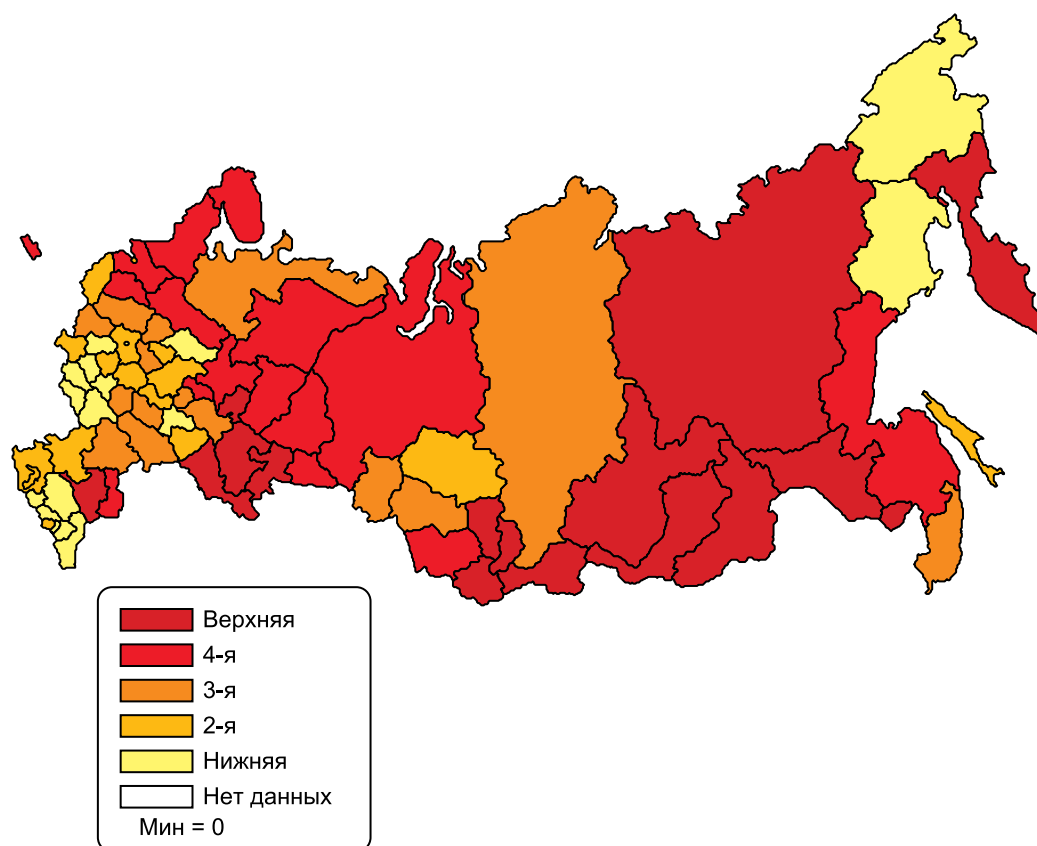 Верхняя
4-я
3-я
2-я
Нижняя
Нет данных
Мин = 0